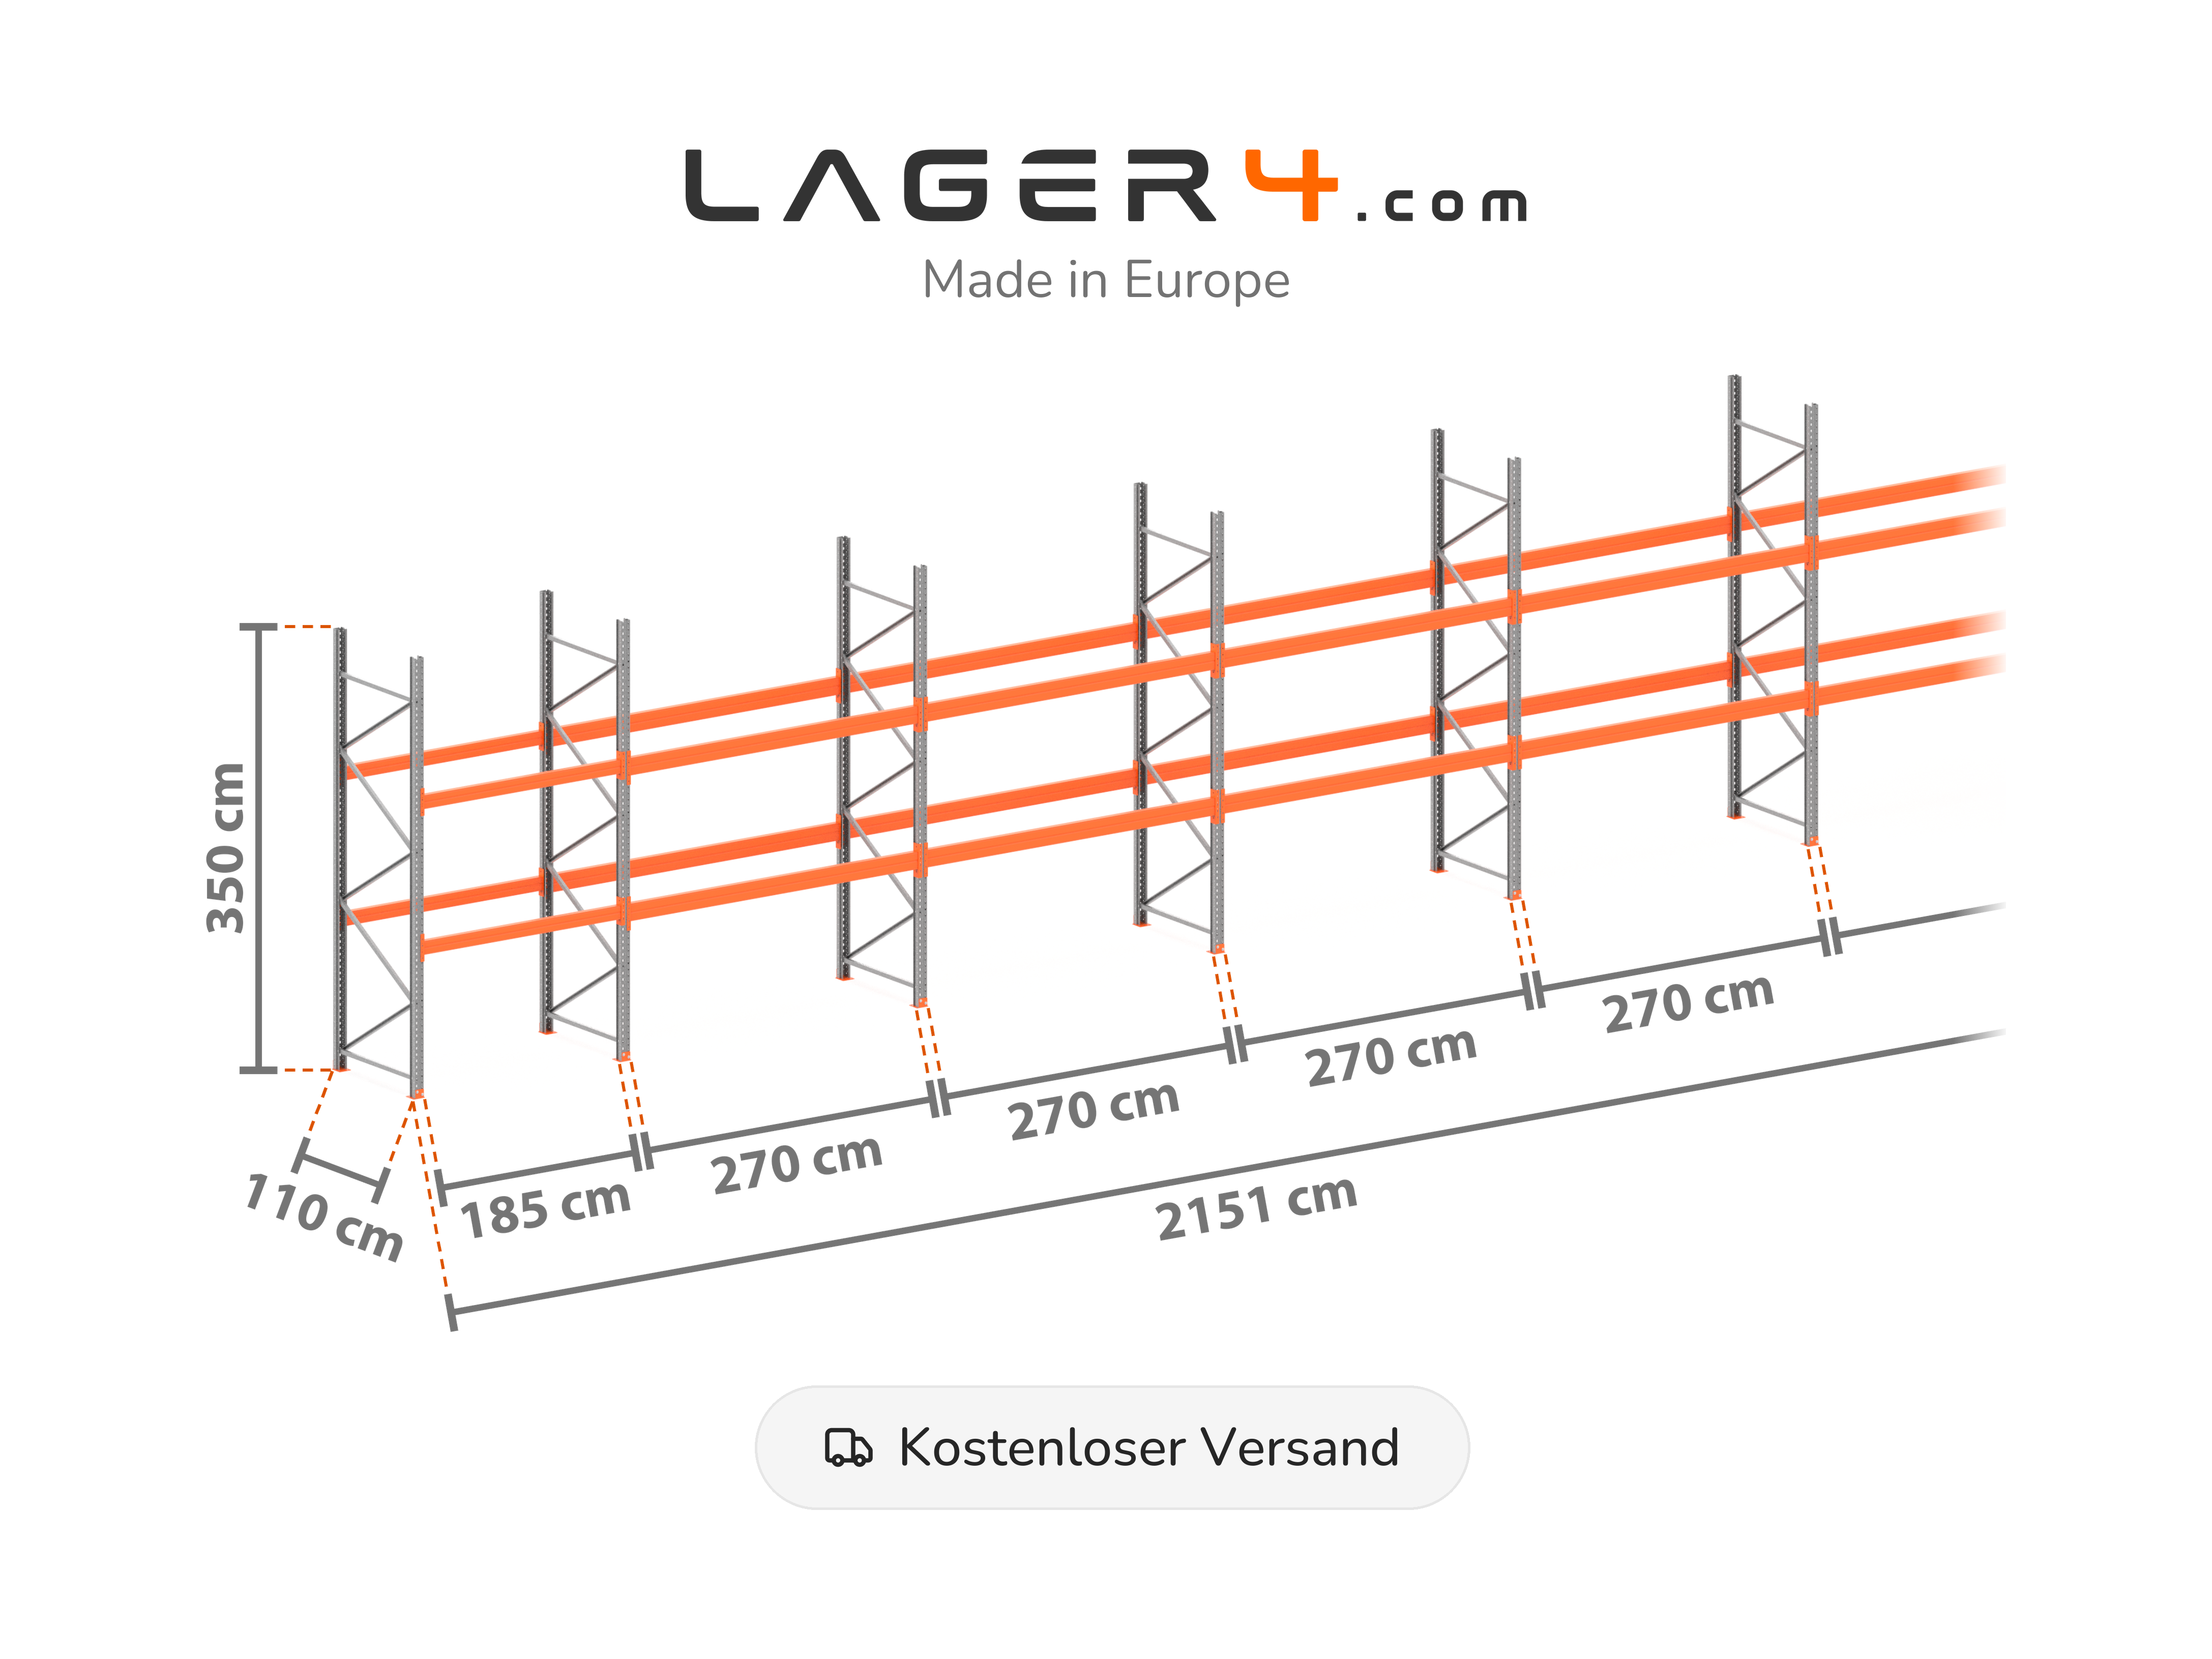 LAGER4.com
Made in Europe
350 cm
110 cm
185 cm
270 cm
270 cm
270 cm
270 cm
2151 cm
Kostenloser Versand